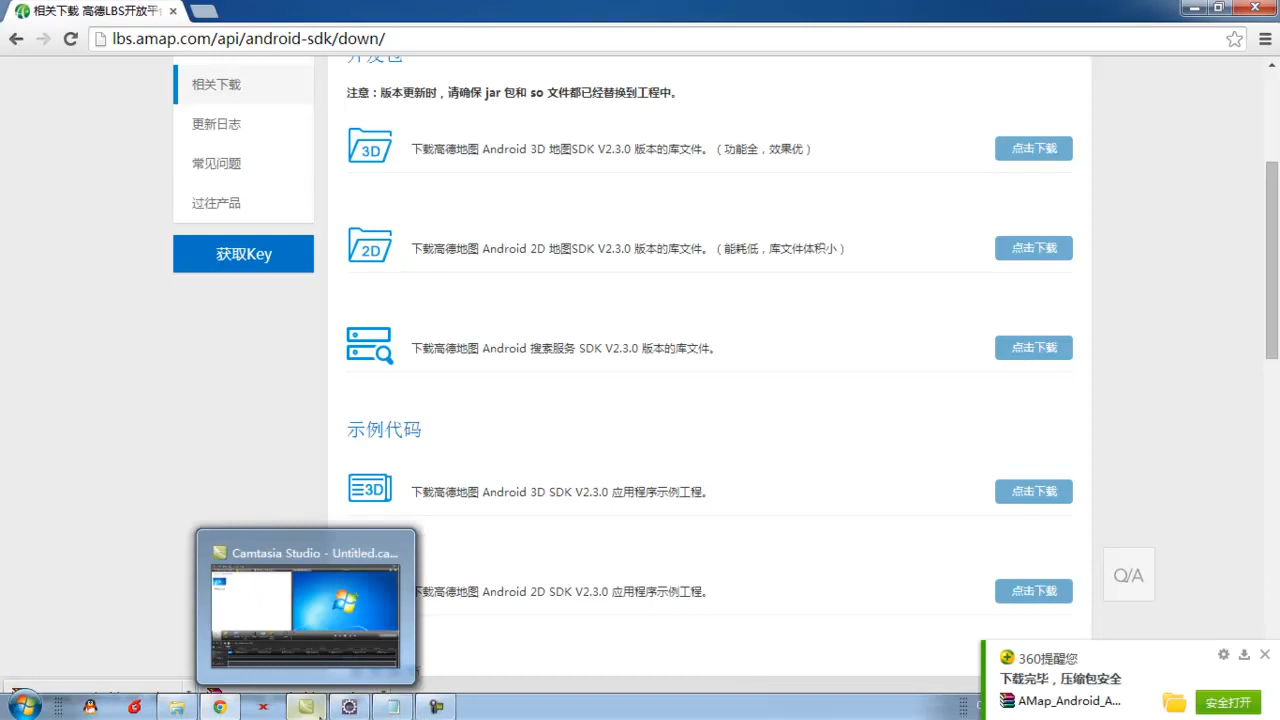 相关下载 高德LBS开放平
lbs.amap.com/api/android-sdk/down/
开发包
相关下载
注意：版本更新时，请确保 jar 包和 so 文件都已经替换到工程中。
更新日志
3D 下载高德地图 Android 3D 地图SDK V2.3.0 版本的库文件。（功能全，效果优） 点击下载
常见问题
过往产品
获取Key
2D 下载高德地图 Android 2D 地图SDK V2.3.0 版本的库文件。（能耗低，库文件体积小） 点击下载
下载高德地图 Android 搜索服务 SDK V2.3.0 版本的库文件。 点击下载
示例代码
3D 下载高德地图 Android 3D SDK V2.3.0 应用程序示例工程。 点击下载
Camtasia Studio - Untitled.ca...
下载高德地图 Android 2D SDK V2.3.0 应用程序示例工程。 点击下载
Q/A
360提醒您
下载完毕，压缩包安全
AMap_Android_A... 安全打开